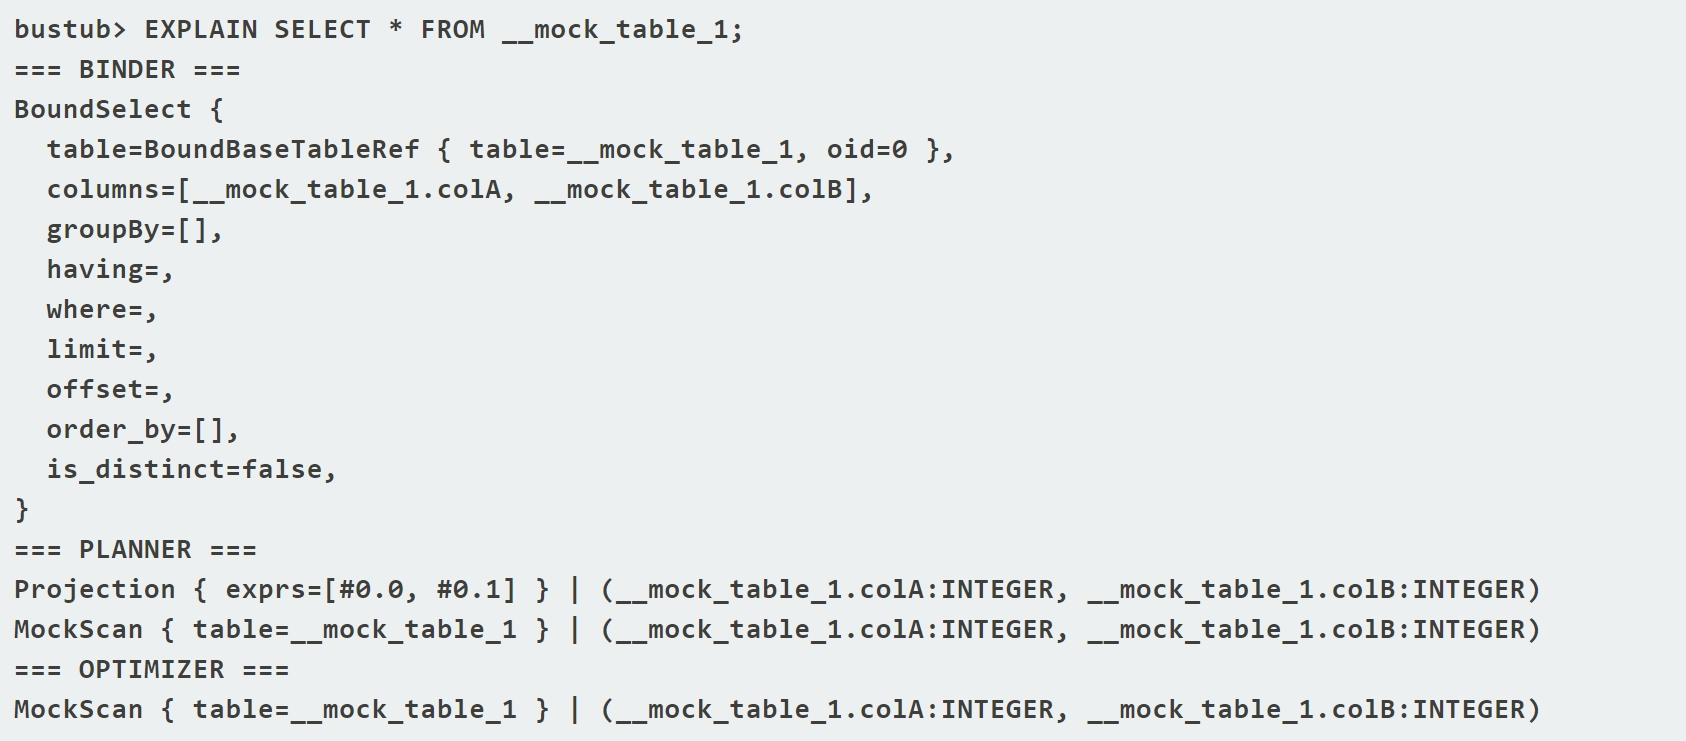 bustub> EXPLAIN SELECT * FROM __mock_table_1;
=== BINDER ===
BoundSelect {
  table=BoundBaseTableRef { table=__mock_table_1, oid=0 },
  columns=[__mock_table_1.colA, __mock_table_1.colB],
  groupBy=[],
  having=,
  where=,
  limit=,
  offset=,
  order_by=[],
  is_distinct=false,
}
=== PLANNER ===
Projection { exprs=[#0.0, #0.1] } | (__mock_table_1.colA:INTEGER, __mock_table_1.colB:INTEGER)
MockScan { table=__mock_table_1 } | (__mock_table_1.colA:INTEGER, __mock_table_1.colB:INTEGER)
=== OPTIMIZER ===
MockScan { table=__mock_table_1 } | (__mock_table_1.colA:INTEGER, __mock_table_1.colB:INTEGER)